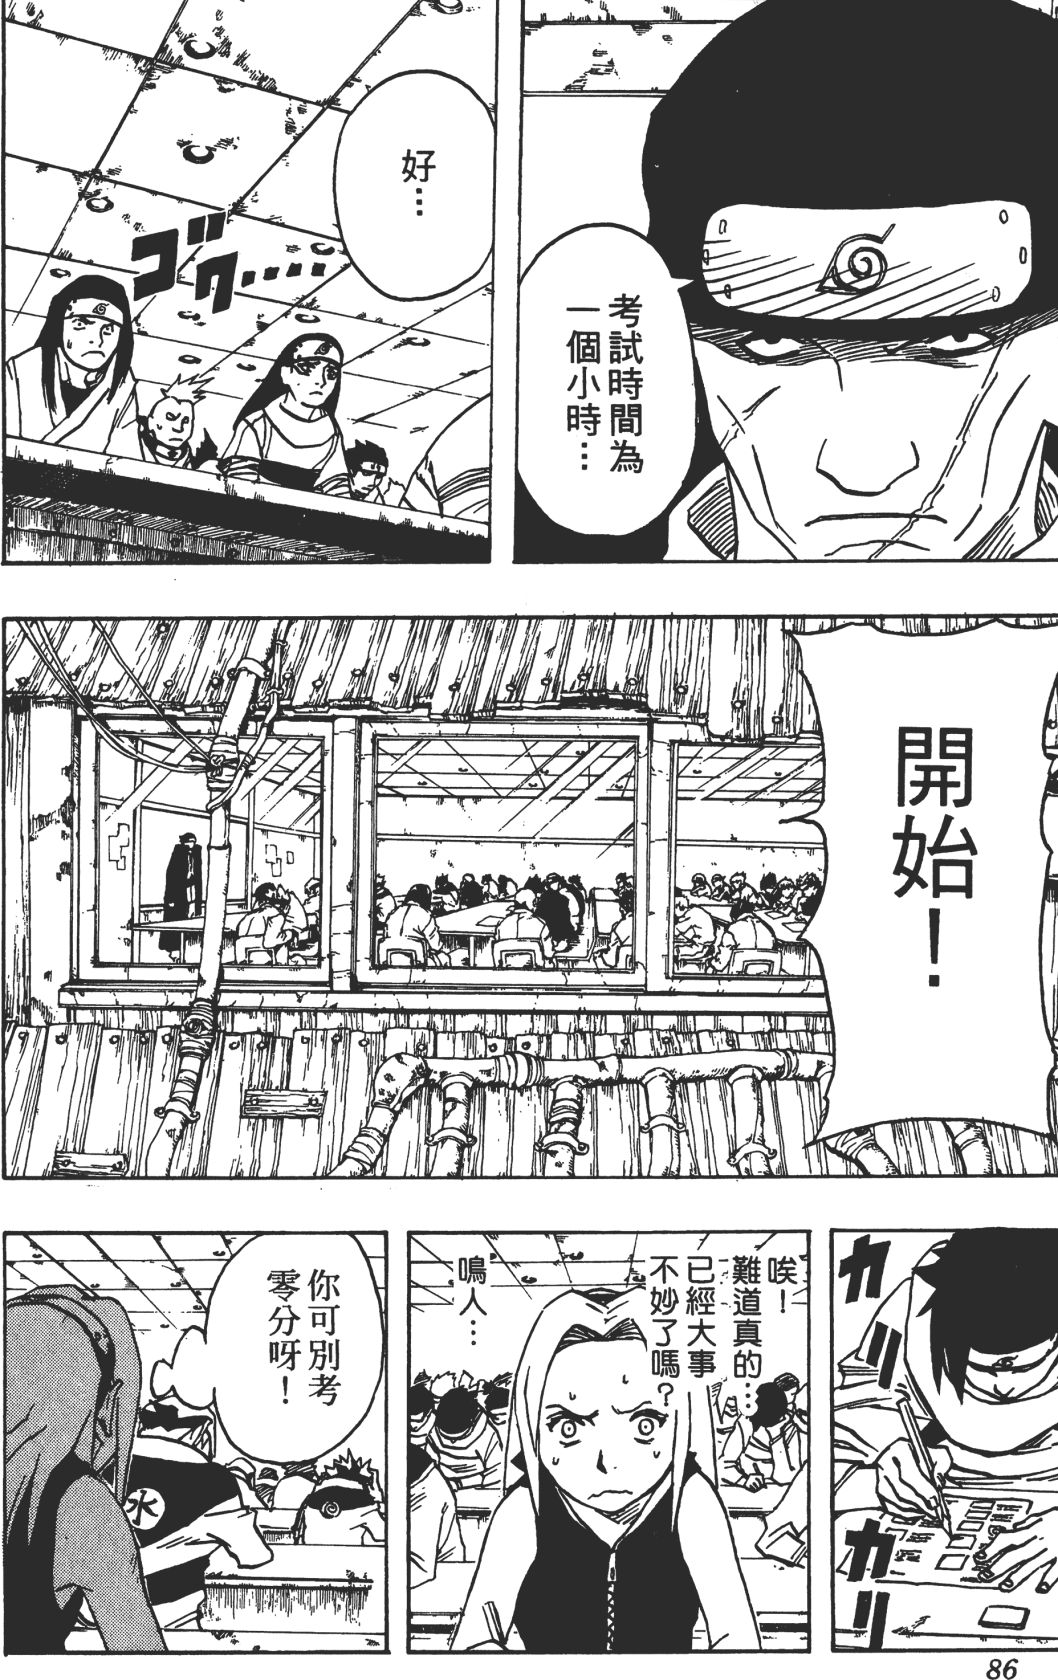 考試時間為
一個小時…
好…
ゴクッ…‥
開始！
カリ
カリ
唉！
難道真的…
已經大事
不妙了嗎？
鳴人…
你可別考
零分呀！
水
86